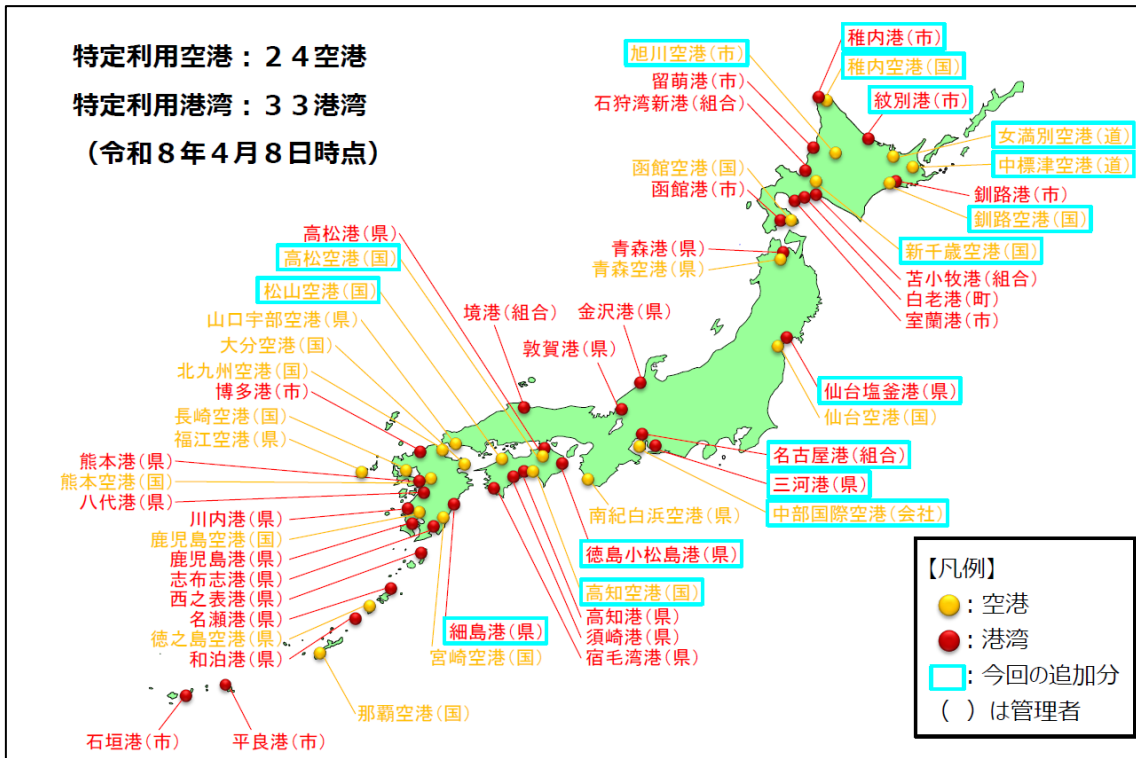 特定利用空港：２４空港
特定利用港湾：３３港湾
（令和８年４月８日時点）
稚内港（市）
旭川空港（市）
稚内空港（国）
留萌港（市）
紋別港（市）
石狩湾新港（組合）
女満別空港（道）
中標津空港（道）
函館空港（国）
函館港（市）
釧路港（市）
釧路空港（国）
高松港（県）
青森港（県）
新千歳空港（国）
高松空港（国）
青森空港（県）
苫小牧港（組合）
松山空港（国）
白老港（町）
山口宇部空港（県）
境港（組合）
金沢港（県）
室蘭港（市）
大分空港（国）
敦賀港（県）
北九州空港（国）
博多港（市）
仙台塩釜港（県）
長崎空港（国）
仙台空港（国）
福江空港（県）
熊本港（県）
名古屋港（組合）
熊本空港（国）
三河港（県）
八代港（県）
南紀白浜空港（県）
中部国際空港（会社）
川内港（県）
鹿児島空港（国）
徳島小松島港（県）
鹿児島港（県）
志布志港（県）
高知空港（国）
西之表港（県）
高知港（県）
名瀬港（県）
細島港（県）
須崎港（県）
徳之島空港（県）
宮崎空港（国）
宿毛湾港（県）
和泊港（県）
那覇空港（国）
石垣港（市）
平良港（市）
【凡例】
：空港
：港湾
：今回の追加分
（　）は管理者